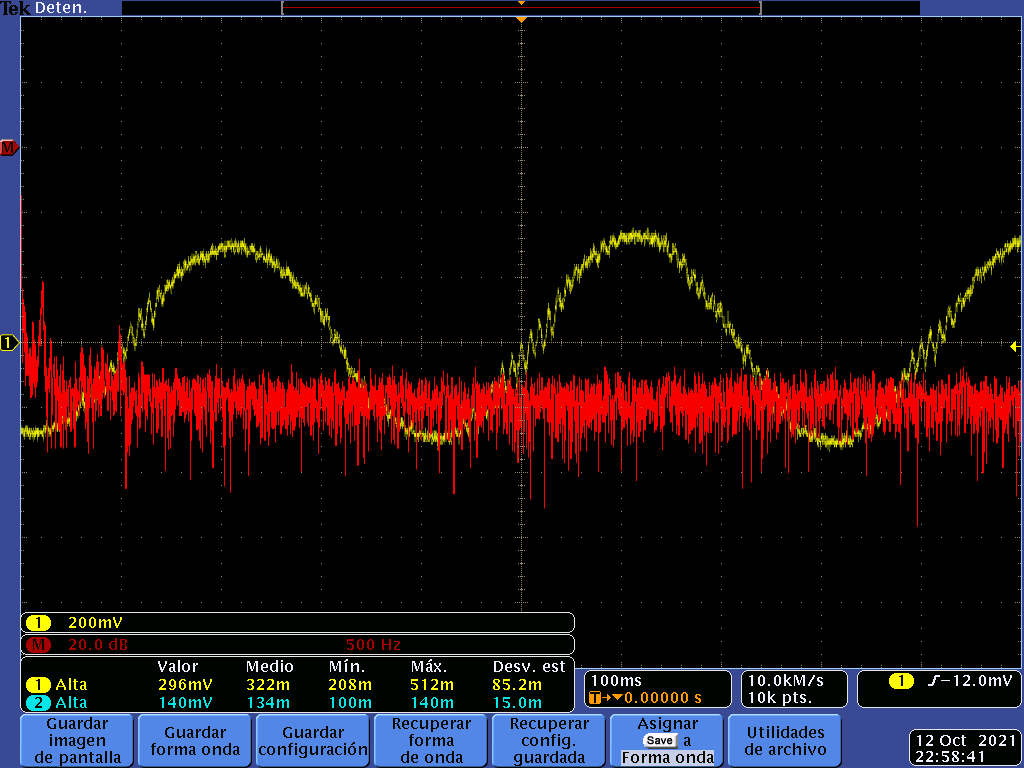 Tek Deten.
M
1
1 200mV
M 20.0 dB 500 Hz
Valor Medio Mín. Máx. Desv. est
1 Alta 296mV 322m 208m 512m 85.2m
2 Alta 140mV 134m 100m 140m 15.0m
100ms
T→▼0.00000 s
10.0kM/s
10k pts.
1 ∫−12.0mV
Guardar
imagen
de pantalla
Guardar
forma onda
Guardar
configuración
Recuperar
forma
de onda
Recuperar
config.
guardada
Asignar
Save a
Forma onda
Utilidades
de archivo
12 Oct 2021
22:58:41